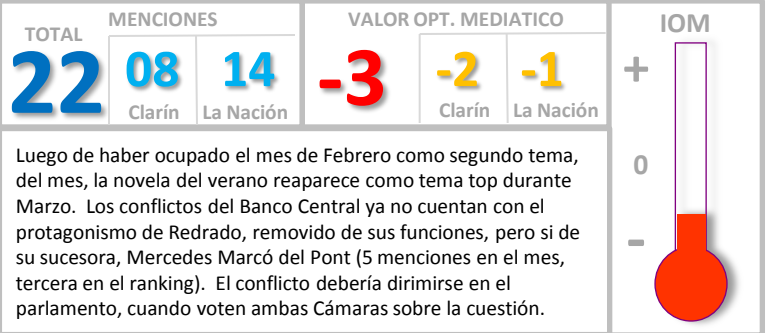 TOTAL
MENCIONES
22
08
14
Clarín
La Nación
VALOR OPT. MEDIATICO
-3
-2
-1
Clarín
La Nación
IOM
+
0
-
Luego de haber ocupado el mes de Febrero como segundo tema,
del mes, la novela del verano reaparece como tema top durante
Marzo. Los conflictos del Banco Central ya no cuentan con el
protagonismo de Redrado, removido de sus funciones, pero si de
su sucesora, Mercedes Marcó del Pont (5 menciones en el mes,
tercera en el ranking). El conflicto debería dirimirse en el
parlamento, cuando voten ambas Cámaras sobre la cuestión.